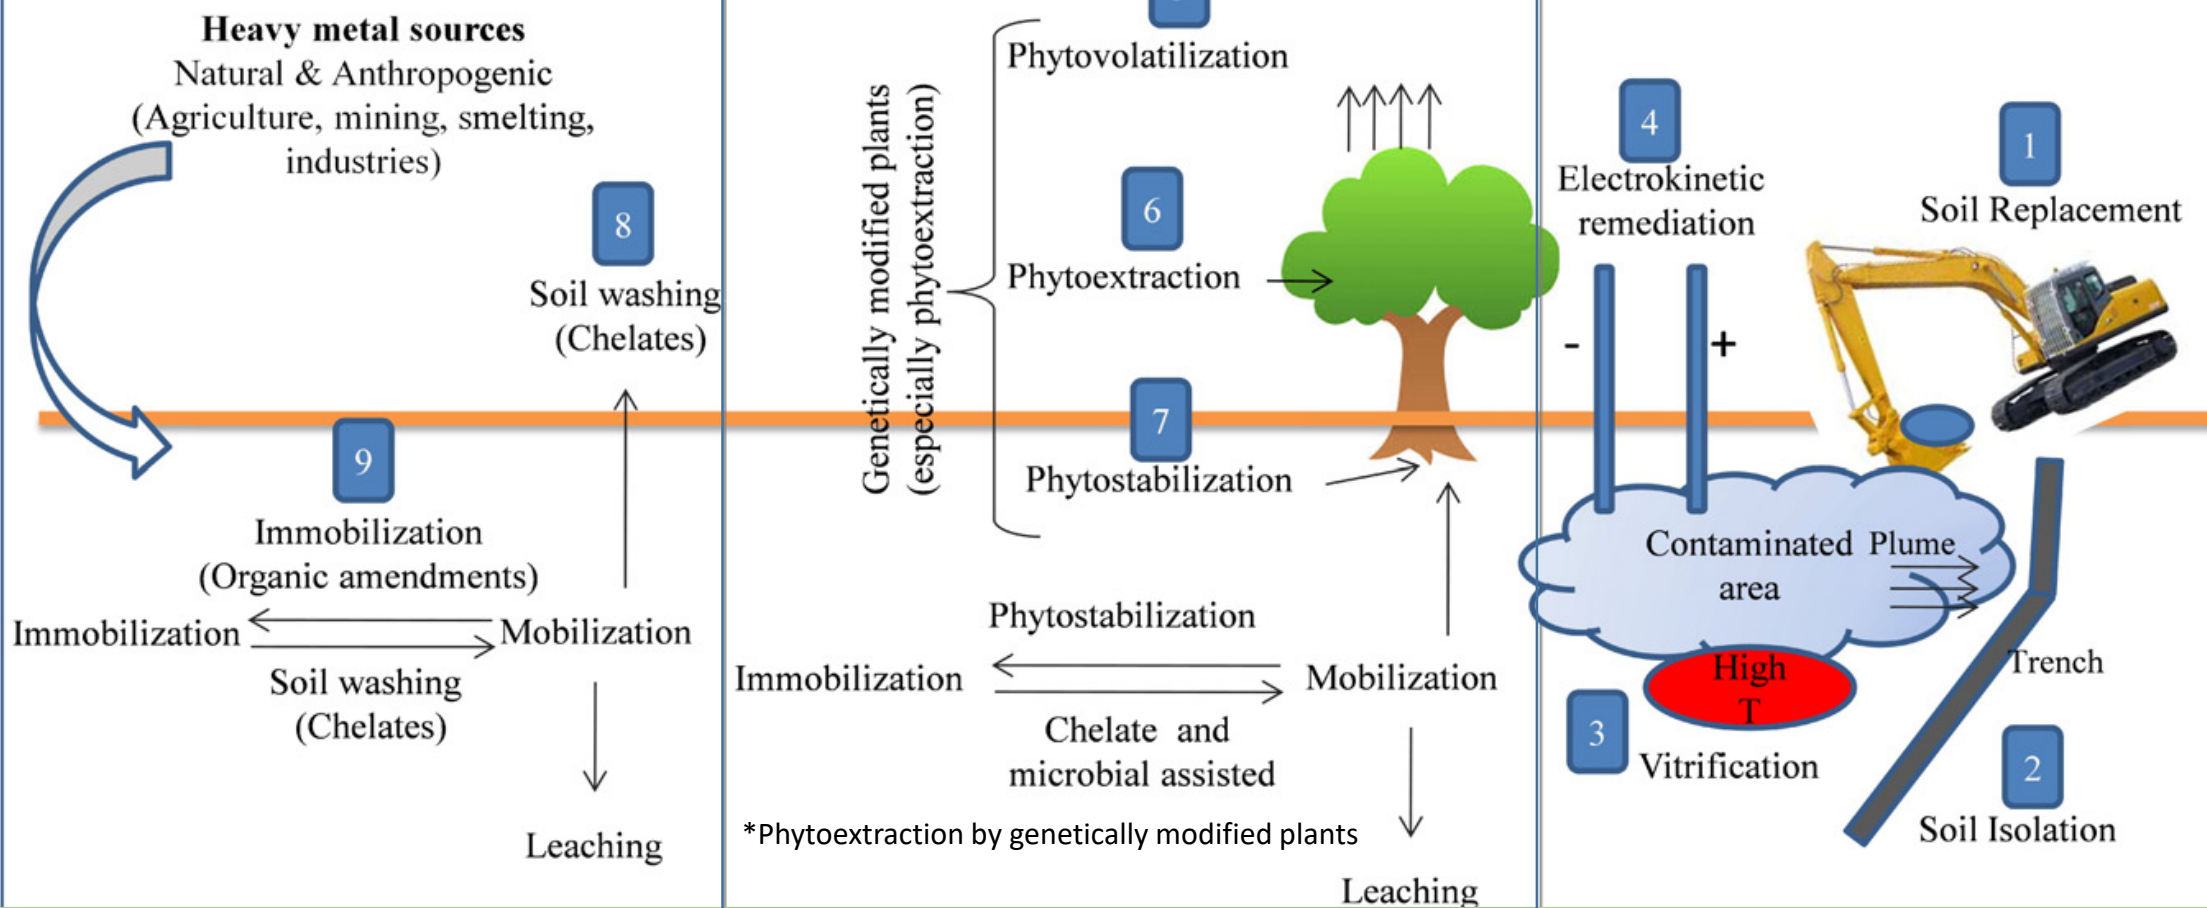 Heavy metal sources
Natural & Anthropogenic
(Agriculture, mining, smelting,
industries)
8
Soil washing
(Chelates)
9
Immobilization
(Organic amendments)
Immobilization
Mobilization
Soil washing
(Chelates)
Leaching
Genetically modified plants
(especially phytoextraction)
Phytovolatilization
6
Phytoextraction
7
Phytostabilization
Phytostabilization
Immobilization
Mobilization
Chelate and
microbial assisted
*Phytoextraction by genetically modified plants
Leaching
4
Electrokinetic
remediation
-
+
1
Soil Replacement
Contaminated
area
Plume
High
T
Trench
3
Vitrification
2
Soil Isolation